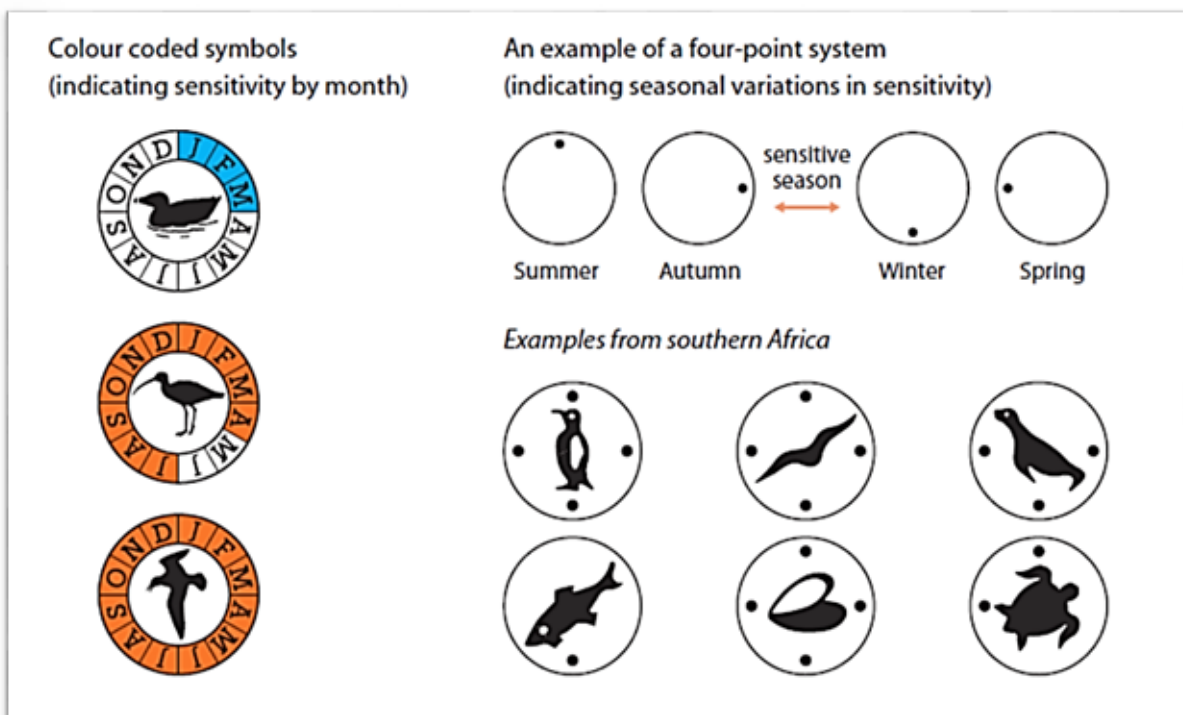 Colour coded symbols
(indicating sensitivity by month)
J F M A M J J A S O N D
J F M A M J J A S O N D
J F M A M J J A S O N D
An example of a four-point system
(indicating seasonal variations in sensitivity)
sensitive
season
Summer
Autumn
Winter
Spring
Examples from southern Africa